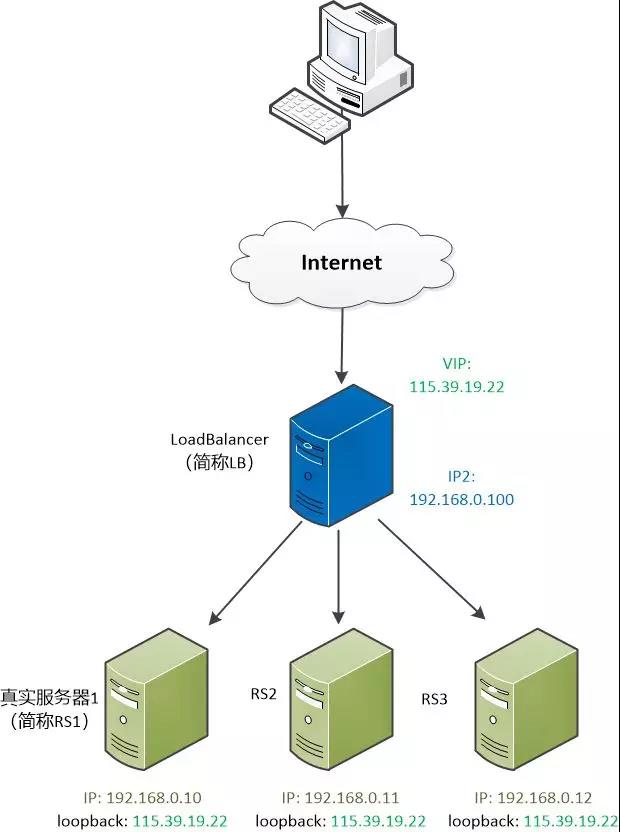 Internet
VIP:
115.39.19.22
LoadBalancer
（简称LB）
IP2:
192.168.0.100
真实服务器1
（简称RS1）
RS2
RS3
IP: 192.168.0.10
loopback: 115.39.19.22
IP: 192.168.0.11
loopback: 115.39.19.22
IP: 192.168.0.12
loopback: 115.39.19.22